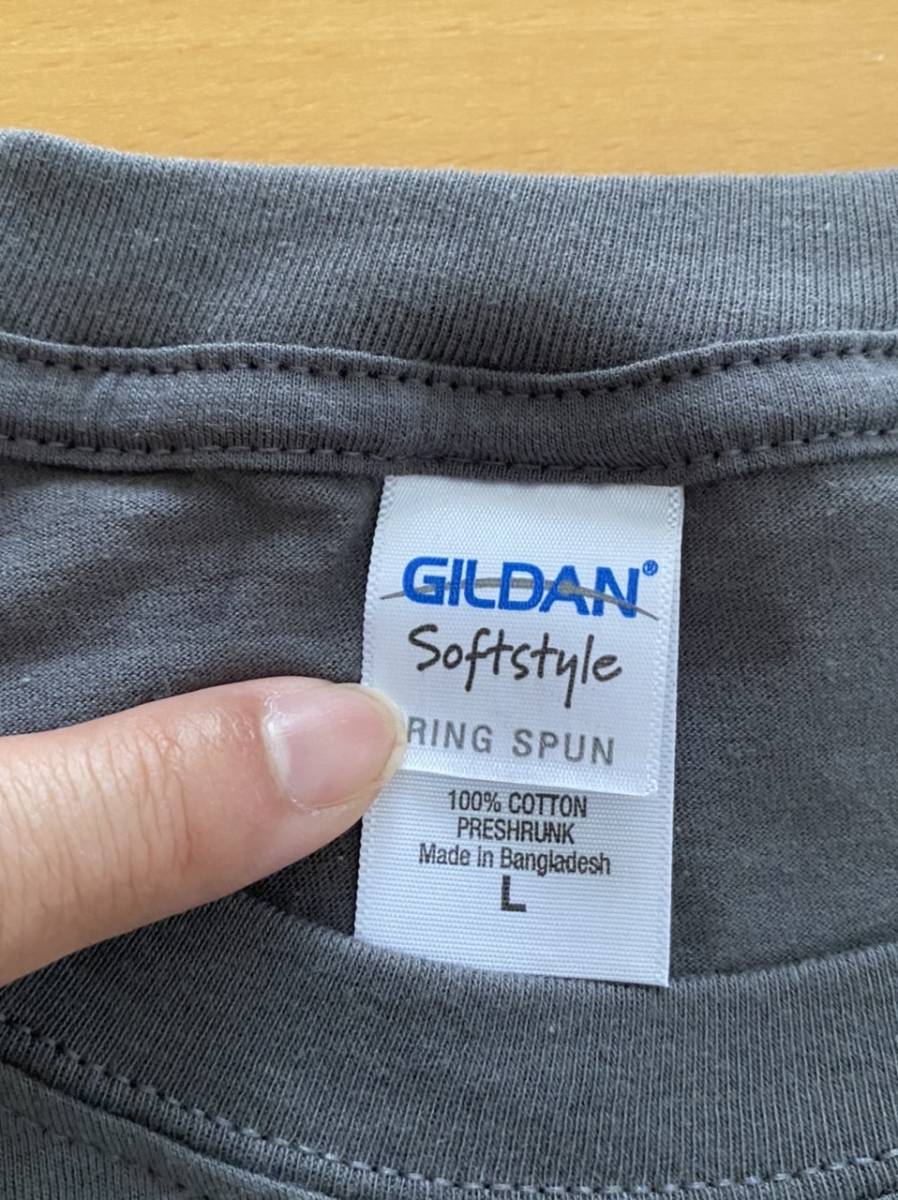 GILDAN®
Softstyle
RING SPUN
100% COTTON
PRESHRUNK
Made in Bangladesh
L